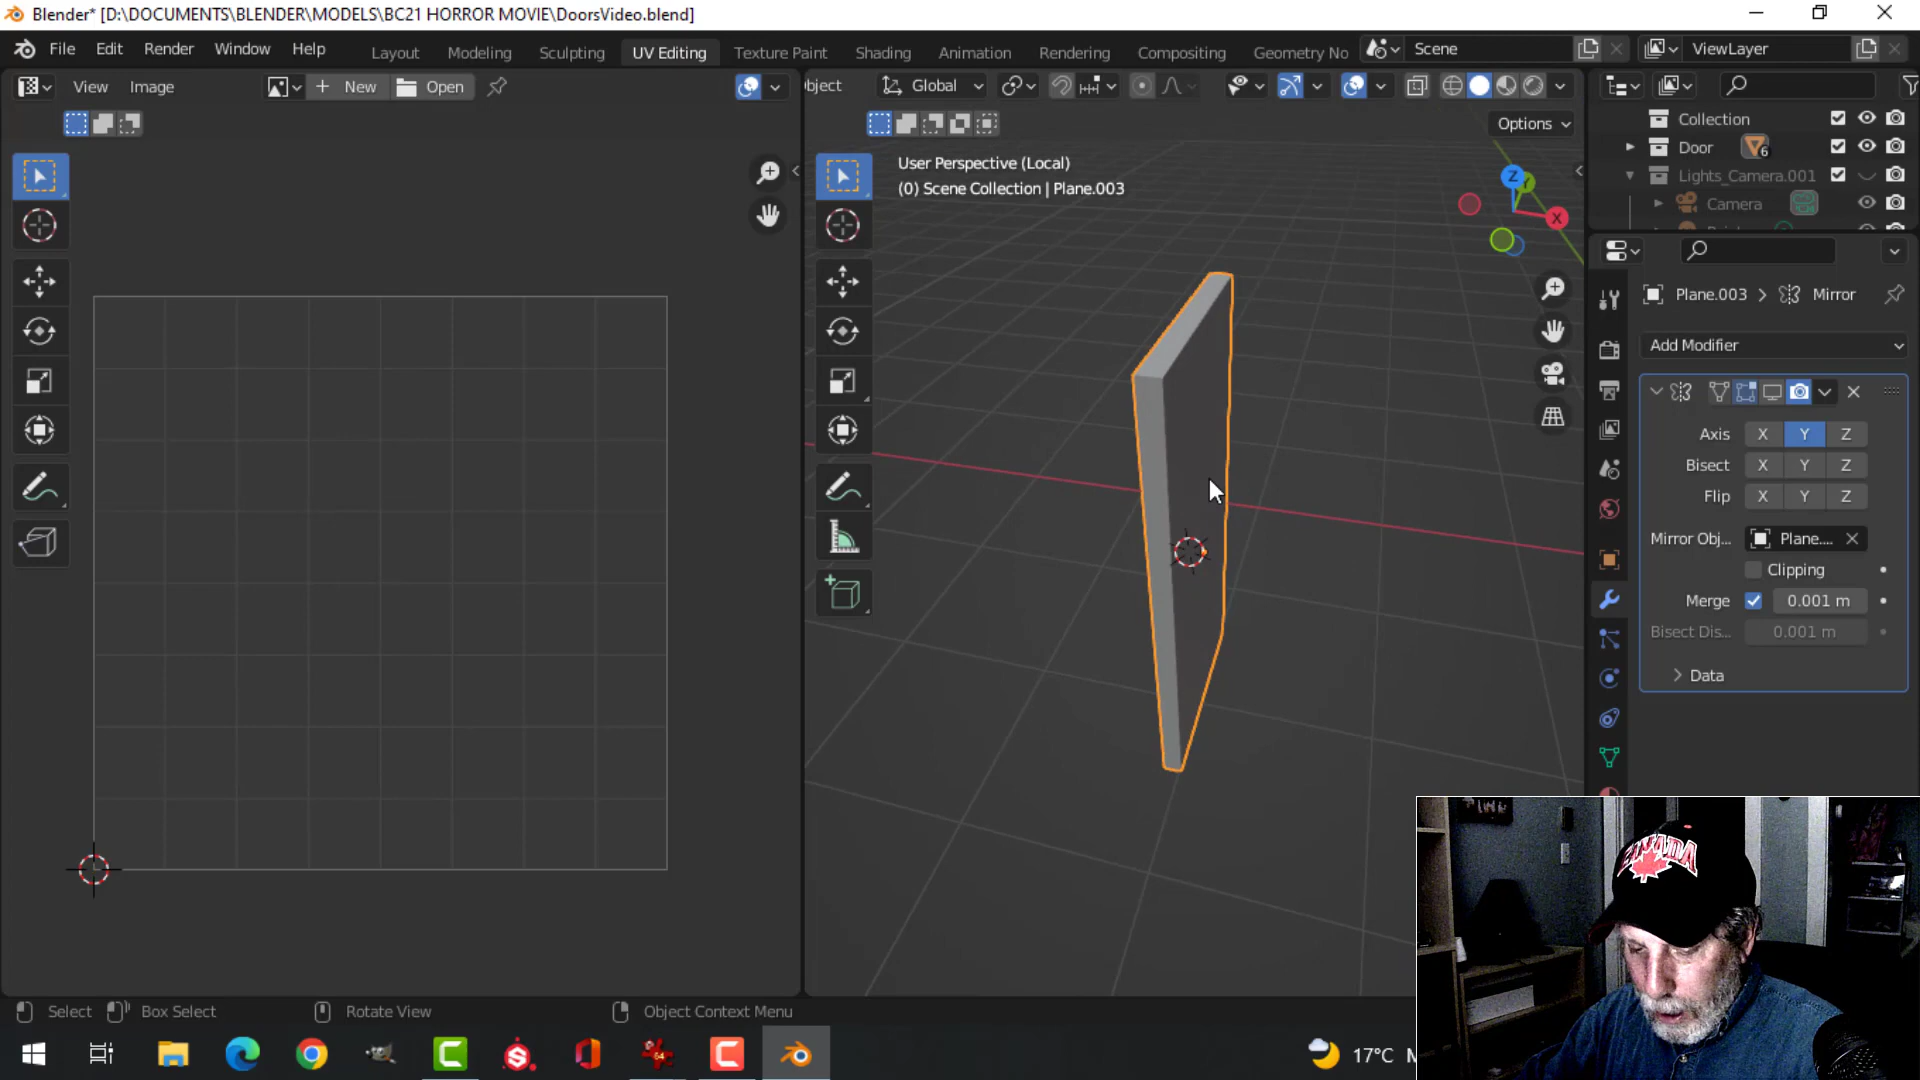 Blender* [D:\DOCUMENTS\BLENDER\MODELS\BC21 HORROR MOVIE\DoorsVideo.blend]
File Edit Render Window Help Layout Modeling Sculpting UV Editing Texture Paint Shading Animation Rendering Compositing Geometry No Scene ViewLayer
View Image New Open bject Global
Options
User Perspective (Local)
(0) Scene Collection | Plane.003
Z
Y
X
Collection
Door 6
Lights_Camera.001
Camera
Plane.003 > Mirror
Add Modifier
Axis X Y Z
Bisect X Y Z
Flip X Y Z
Mirror Obj... Plane....
Clipping
Merge 0.001 m
Bisect Dis... 0.001 m
Data
CANADA
Select Box Select Rotate View Object Context Menu
17°C M